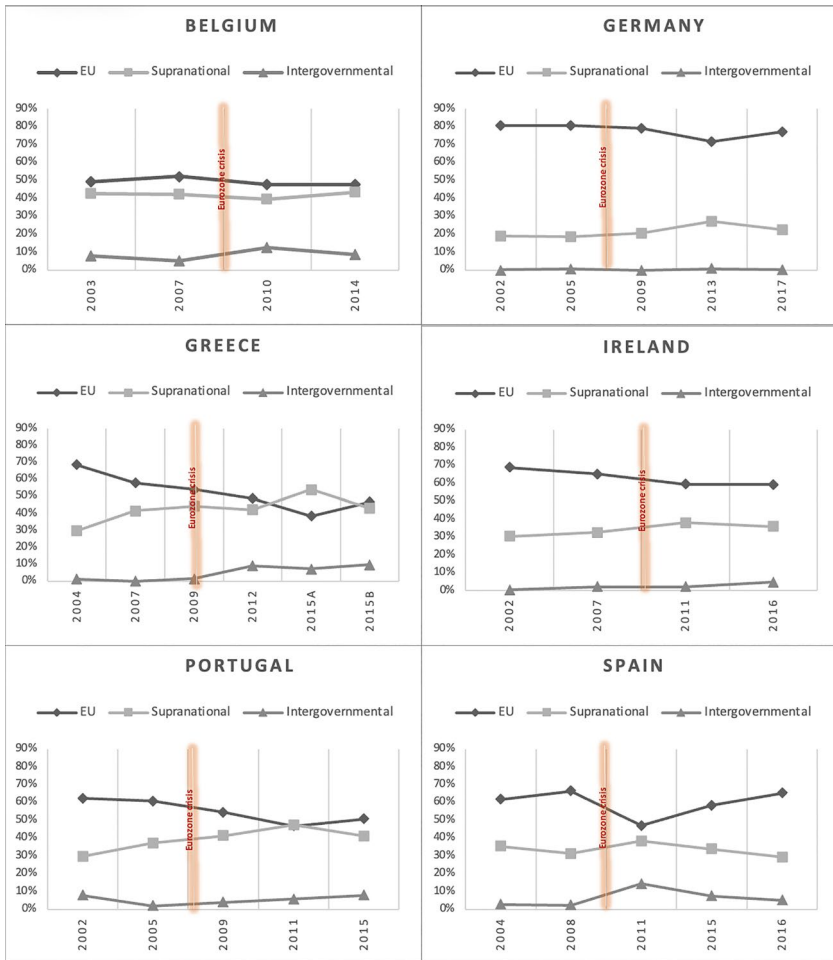 BELGIUM
EU Supranational Intergovernmental
90%
80%
70%
60%
50%
40%
30%
20%
10%
0%
Eurozone crisis
2003 2007 2010 2014
GERMANY
EU Supranational Intergovernmental
90%
80%
70%
60%
50%
40%
30%
20%
10%
0%
Eurozone crisis
2002 2005 2009 2013 2017
GREECE
EU Supranational Intergovernmental
90%
80%
70%
60%
50%
40%
30%
20%
10%
0%
Eurozone crisis
2004 2007 2009 2012 2015A 2015B
IRELAND
EU Supranational Intergovernmental
90%
80%
70%
60%
50%
40%
30%
20%
10%
0%
Eurozone crisis
2002 2007 2011 2016
PORTUGAL
EU Supranational Intergovernmental
90%
80%
70%
60%
50%
40%
30%
20%
10%
0%
Eurozone crisis
2002 2005 2009 2011 2015
SPAIN
EU Supranational Intergovernmental
90%
80%
70%
60%
50%
40%
30%
20%
10%
0%
Eurozone crisis
2004 2008 2011 2015 2016